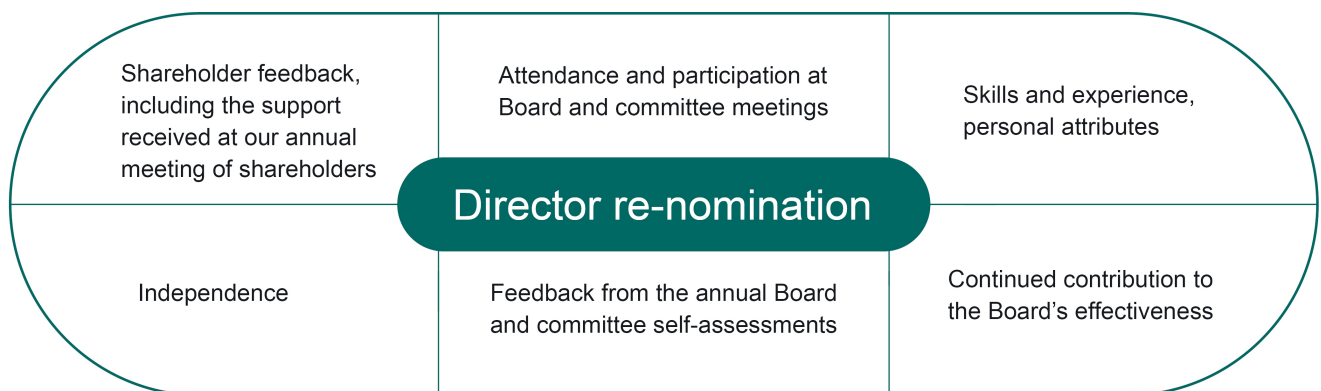 Shareholder feedback,
including the support
received at our annual
meeting of shareholders
Attendance and participation at
Board and committee meetings
Skills and experience,
personal attributes
Director re-nomination
Independence
Feedback from the annual Board
and committee self-assessments
Continued contribution to
the Board’s effectiveness